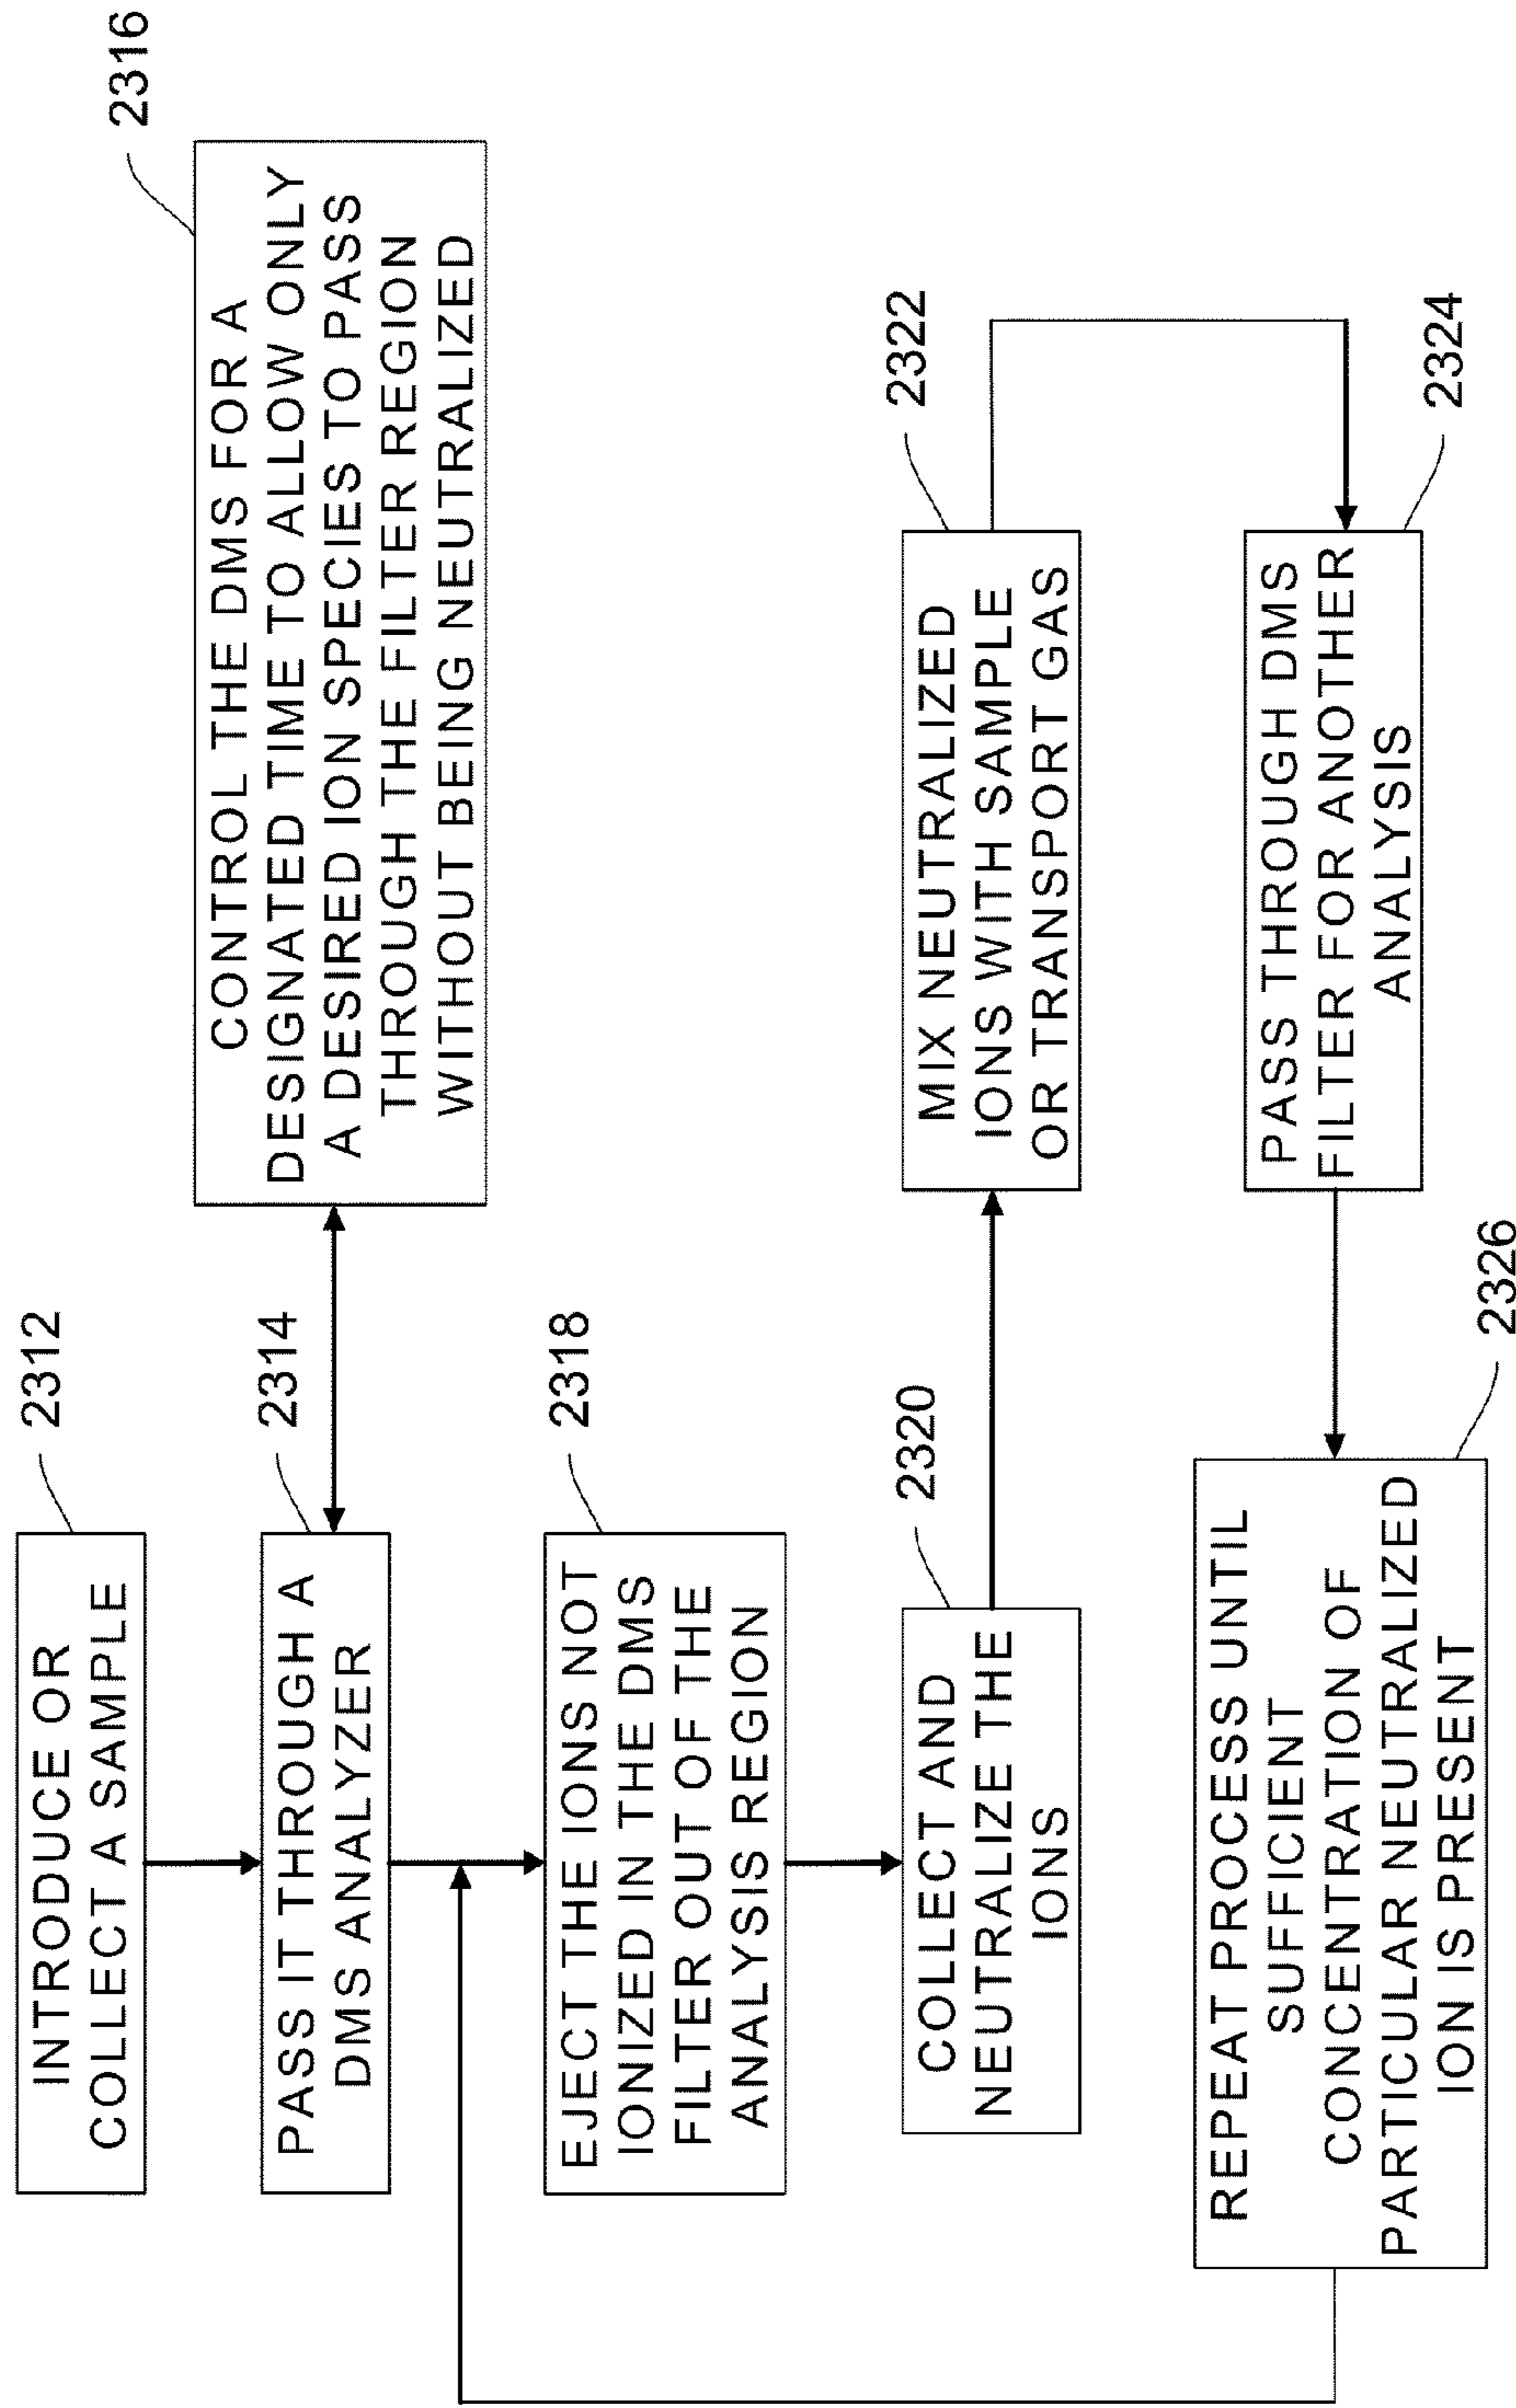 2312
INTRODUCE OR
COLLECT A SAMPLE
2314
PASS IT THROUGH A
DMS ANALYZER
2316
CONTROL THE DMS FOR A
DESIGNATED TIME TO ALLOW ONLY
A DESIRED ION SPECIES TO PASS
THROUGH THE FILTER REGION
WITHOUT BEING NEUTRALIZED
2318
EJECT THE IONS NOT
IONIZED IN THE DMS
FILTER OUT OF THE
ANALYSIS REGION
2320
COLLECT AND
NEUTRALIZE THE
IONS
2322
MIX NEUTRALIZED
IONS WITH SAMPLE
OR TRANSPORT GAS
2324
PASS THROUGH DMS
FILTER FOR ANOTHER
ANALYSIS
2326
REPEAT PROCESS UNTIL
SUFFICIENT
CONCENTRATION OF
PARTICULAR NEUTRALIZED
ION IS PRESENT